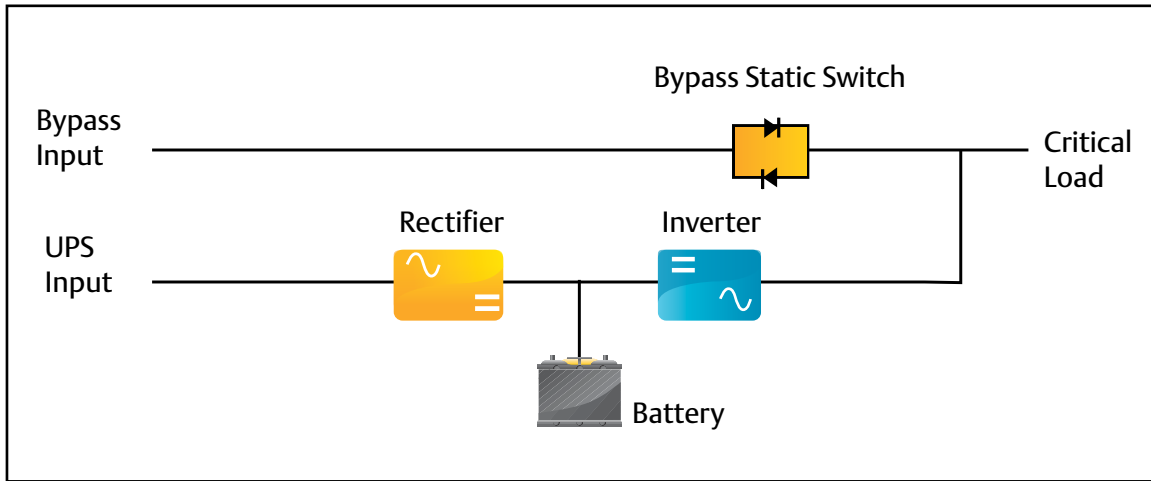 Bypass Static Switch
Bypass
Input
Critical
Load
Rectifier
Inverter
UPS
Input
Battery